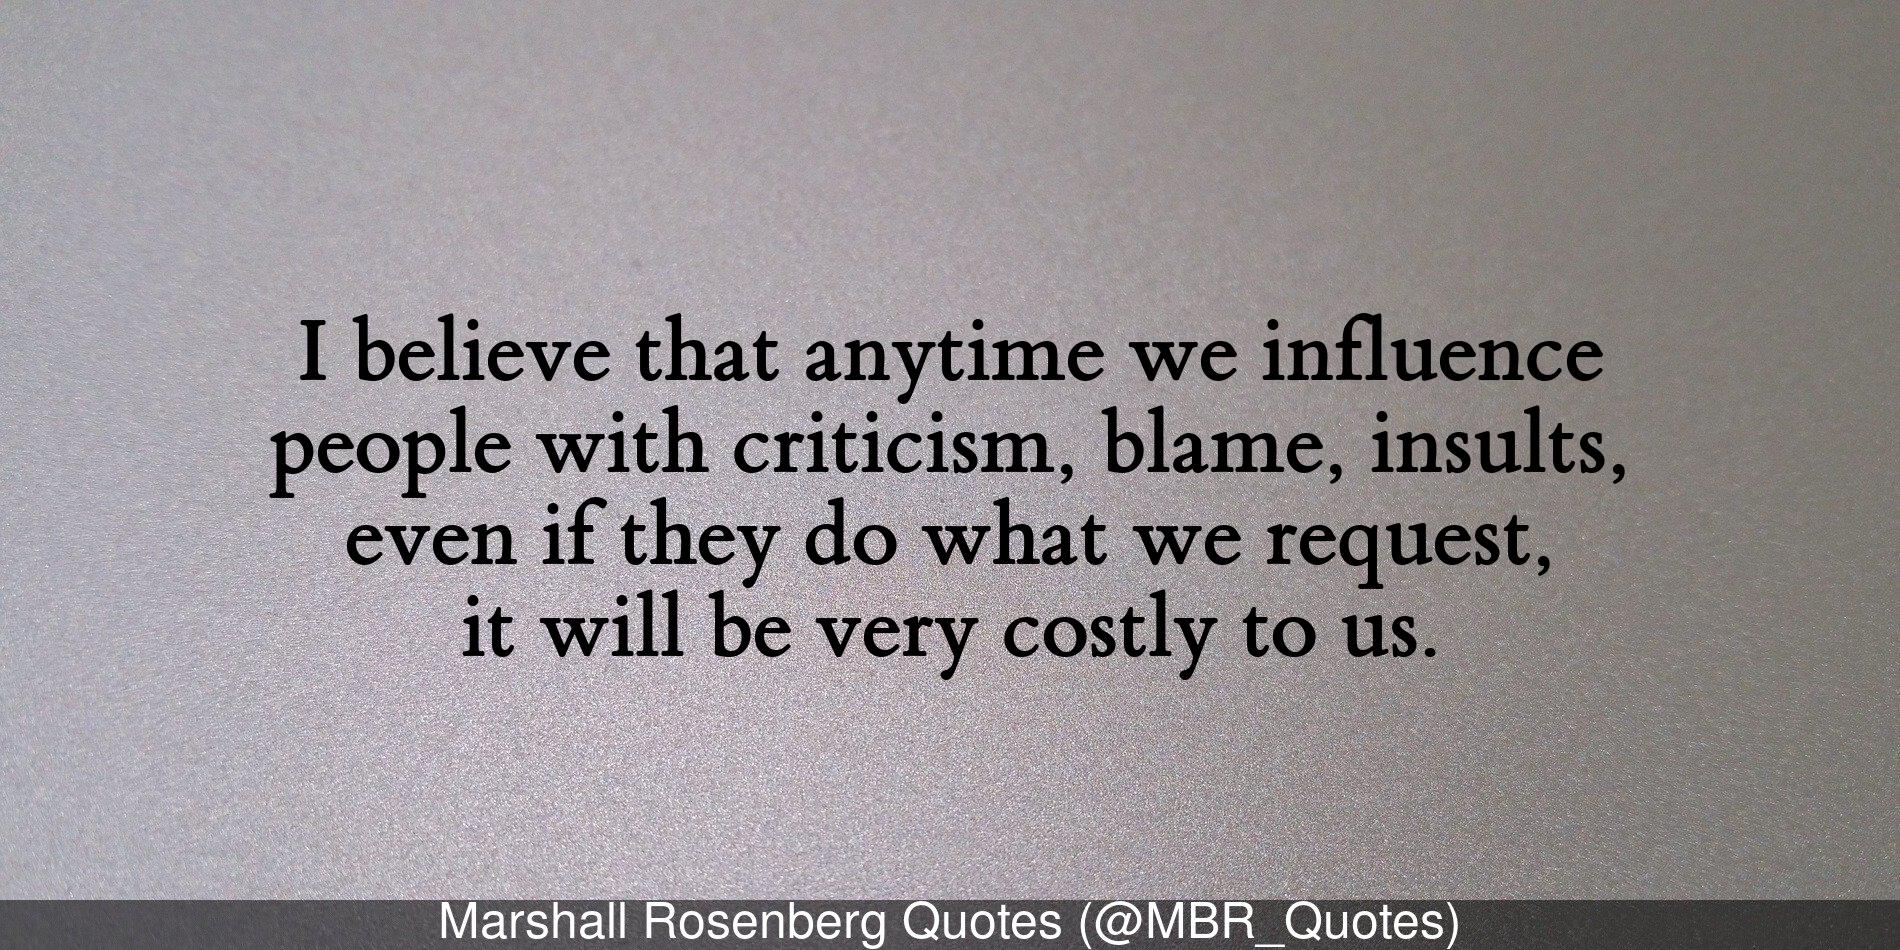 I believe that anytime we influence
people with criticism, blame, insults,
even if they do what we request,
it will be very costly to us.
Marshall Rosenberg Quotes (@MBR_Quotes)